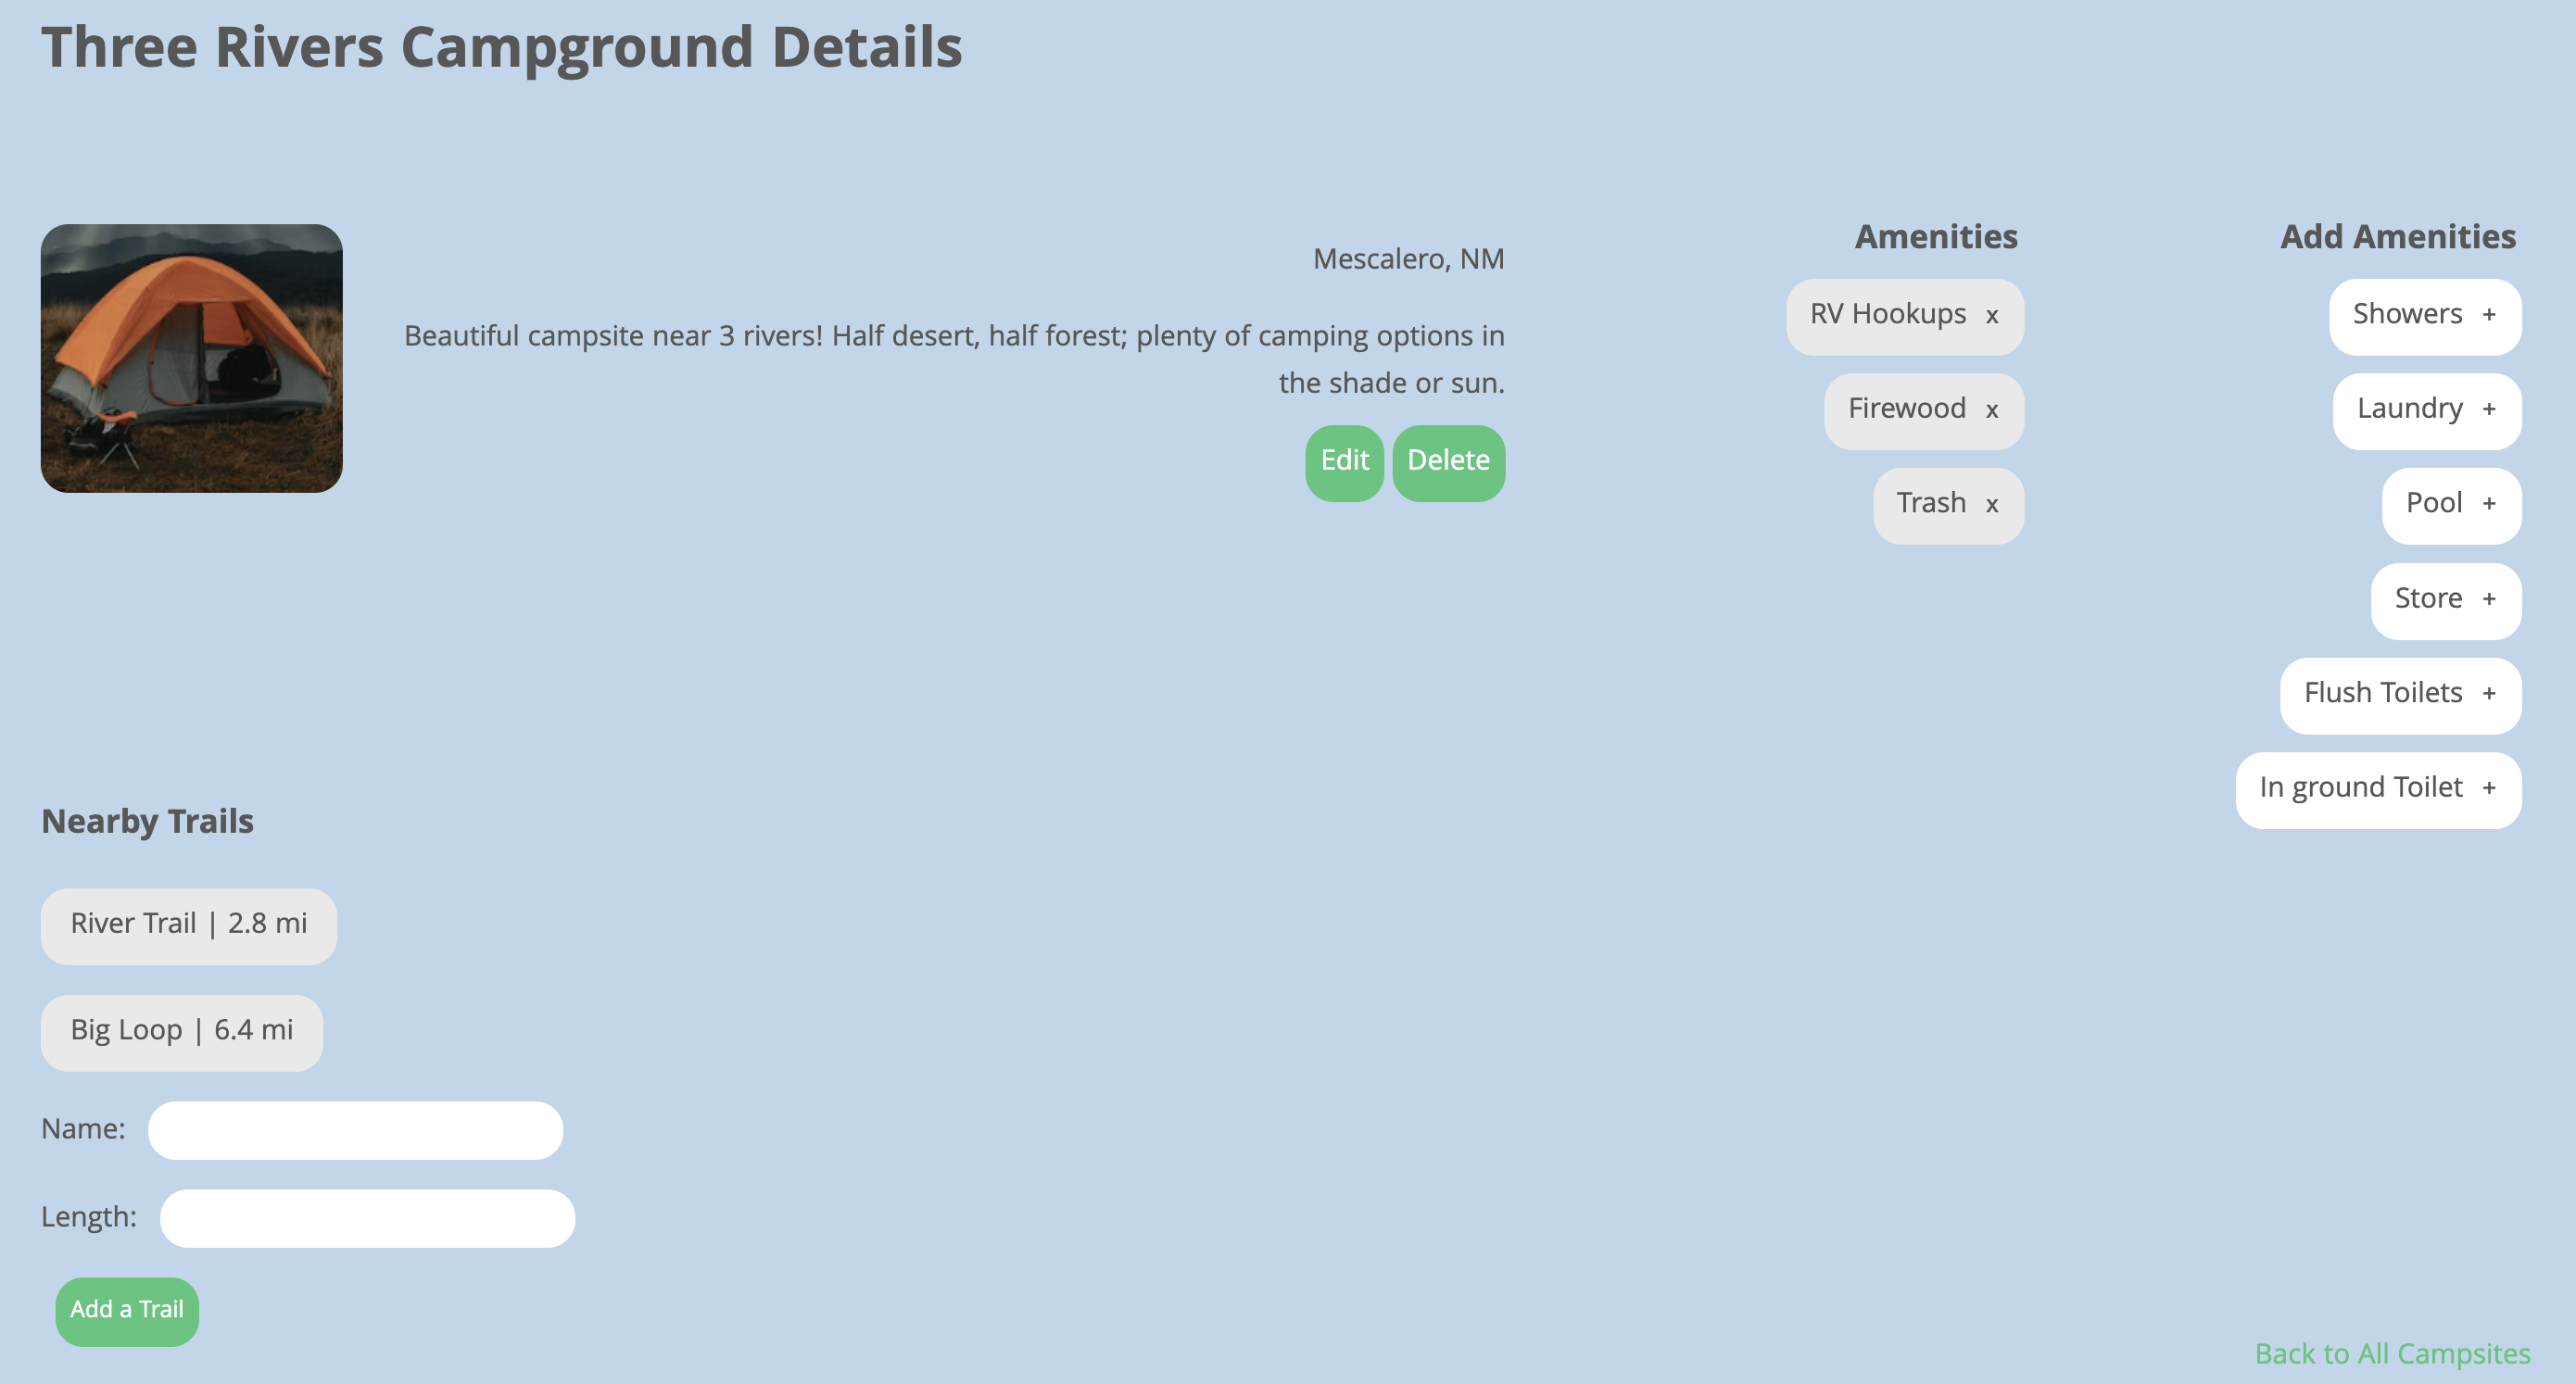 Three Rivers Campground Details
Mescalero, NM
Beautiful campsite near 3 rivers! Half desert, half forest; plenty of camping options in
the shade or sun.
Edit Delete
Amenities
RV Hookups x
Firewood x
Trash x
Add Amenities
Showers +
Laundry +
Pool +
Store +
Flush Toilets +
In ground Toilet +
Nearby Trails
River Trail | 2.8 mi
Big Loop | 6.4 mi
Name:
Length:
Add a Trail
Back to All Campsites